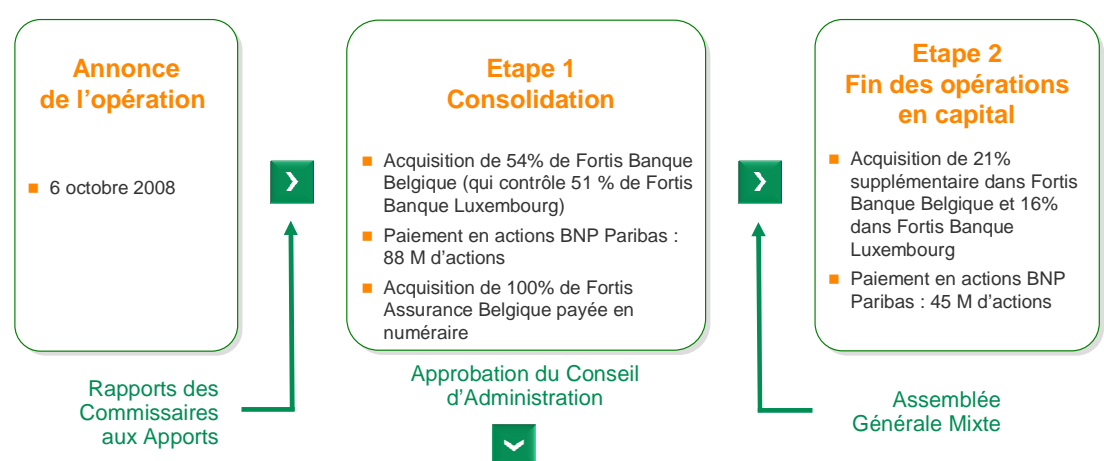 Annonce
de l'opération
6 octobre 2008
Etape 1
Consolidation
Acquisition de 54% de Fortis Banque
Belgique (qui contrôle 51 % de Fortis
Banque Luxembourg)
Paiement en actions BNP Paribas :
88 M d'actions
Acquisition de 100% de Fortis
Assurance Belgique payée en
numéraire
Etape 2
Fin des opérations
en capital
Acquisition de 21%
supplémentaire dans Fortis
Banque Belgique et 16%
dans Fortis Banque
Luxembourg
Paiement en actions BNP
Paribas : 45 M d'actions
Rapports des
Commissaires
aux Apports
Approbation du Conseil
d'Administration
Assemblée
Générale Mixte